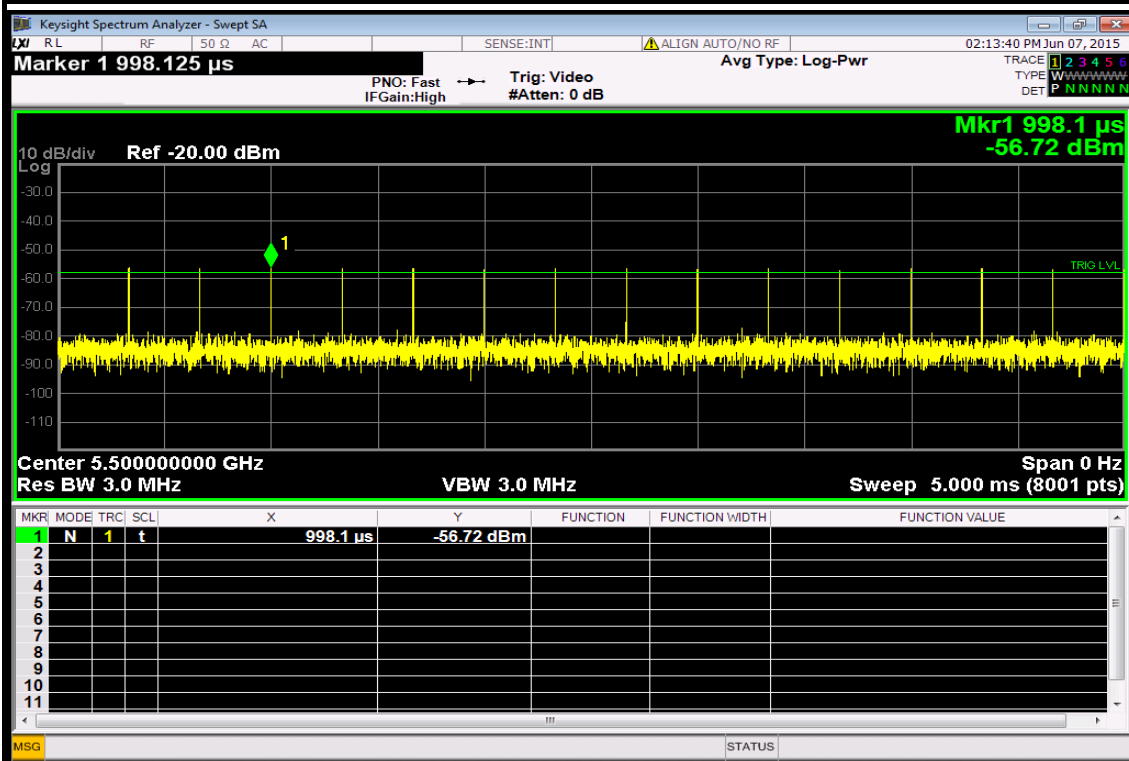 Keysight Spectrum Analyzer - Swept SA
LXI RL RF 50 Ω AC SENSE:INT ALIGN AUTO/NO RF 02:13:40 PM Jun 07, 2015
Marker 1 998.125 µs Avg Type: Log-Pwr TRACE 1 2 3 4 5 6
PNO: Fast Trig: Video TYPE WWWWWWW
IFGain:High #Atten: 0 dB DET P N N N N N
Mkr1 998.1 µs
10 dB/div Ref -20.00 dBm -56.72 dBm
Log
-30.0
-40.0
-50.0 1
TRIG LVL
-60.0
-70.0
-80.0
-90.0
-100
-110
Center 5.500000000 GHz Span 0 Hz
Res BW 3.0 MHz VBW 3.0 MHz Sweep 5.000 ms (8001 pts)
MKR MODE TRC SCL X Y FUNCTION FUNCTION WIDTH FUNCTION VALUE
1 N 1 t 998.1 µs -56.72 dBm
2
3
4
5
6
7
8
9
10
11
MSG STATUS